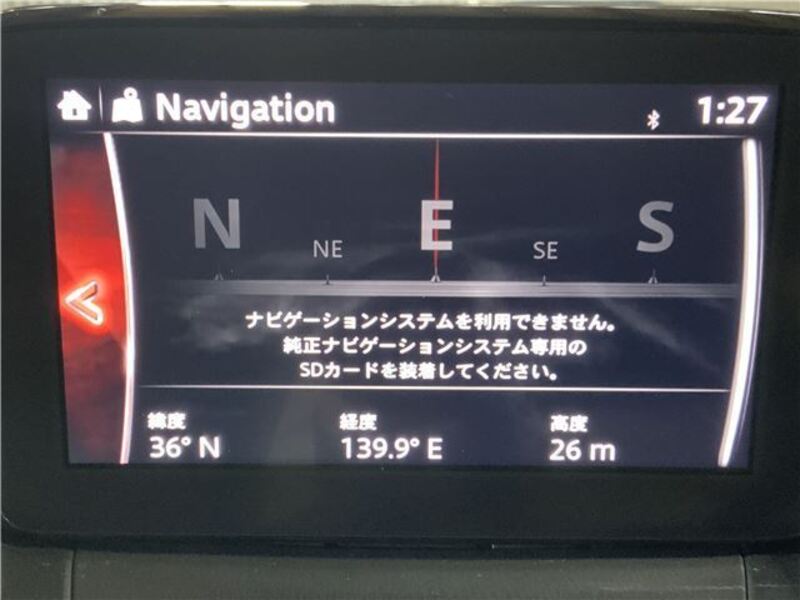 Navigation
1:27
N NE E SE S
ナビゲーションシステムを利用できません。
純正ナビゲーションシステム専用の
SDカードを装着してください。
緯度 経度 高度
36° N 139.9° E 26 m